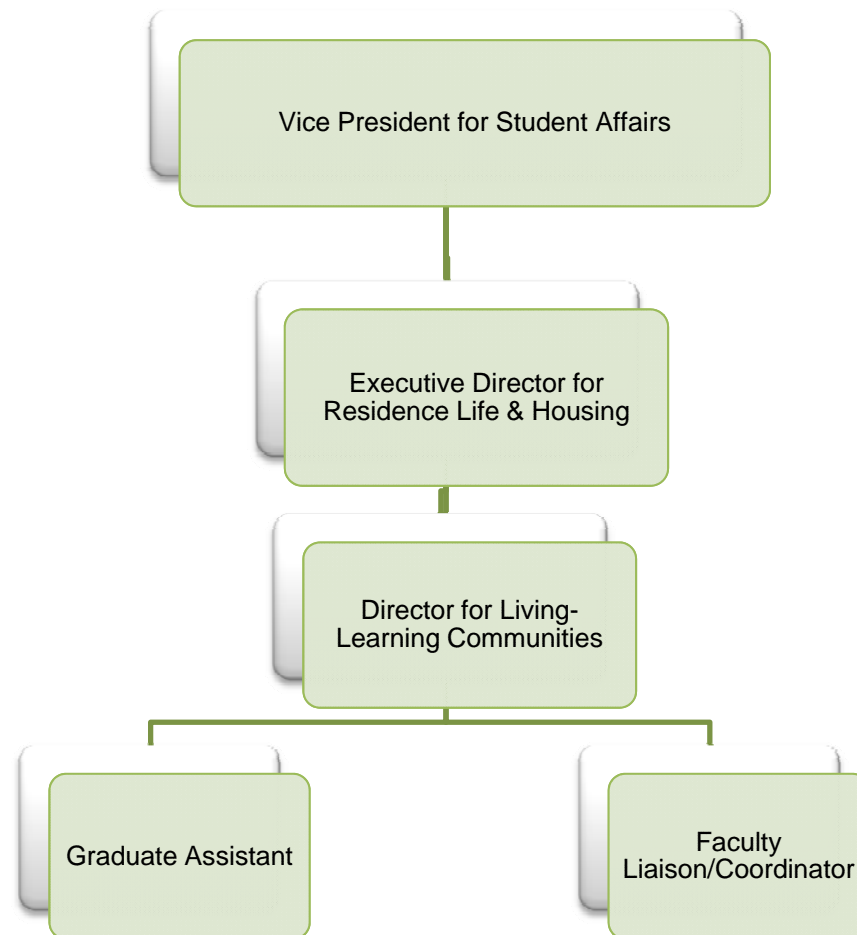 Vice President for Student Affairs
Executive Director for
Residence Life & Housing
Director for Living-
Learning Communities
Graduate Assistant
Faculty
Liaison/Coordinator